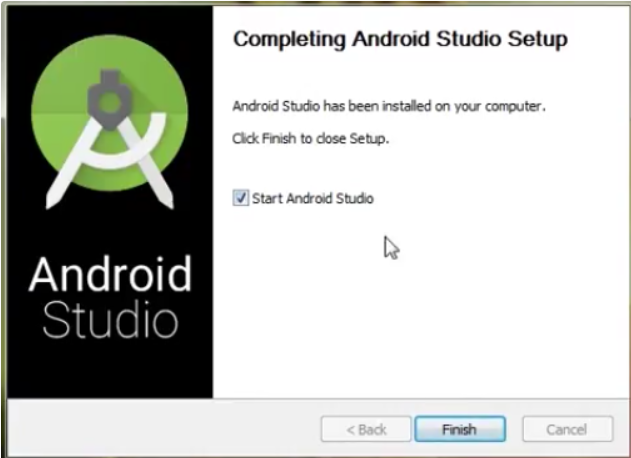 Completing Android Studio Setup
Android Studio has been installed on your computer.
Click Finish to close Setup.
Start Android Studio
Android
Studio
< Back
Finish
Cancel